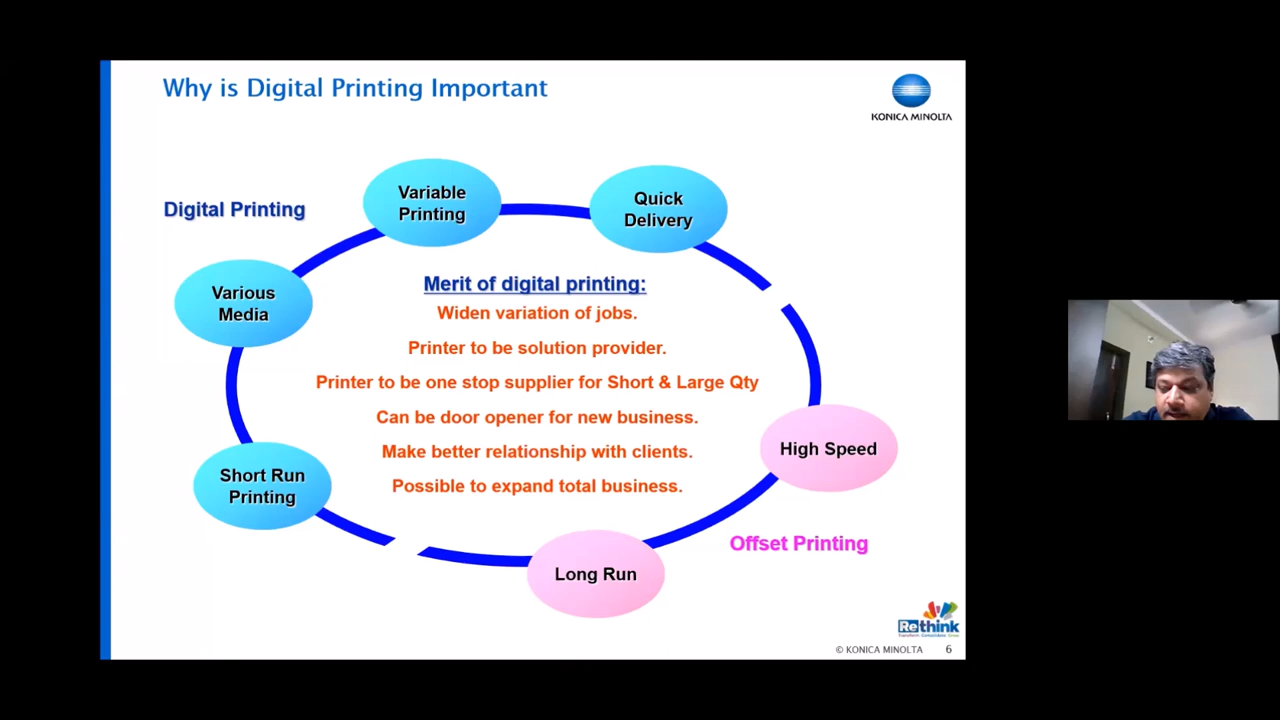 Why is Digital Printing Important
KONICA MINOLTA
Digital Printing
Variable
Printing
Quick
Delivery
Various
Media
Merit of digital printing:
Widen variation of jobs.
Printer to be solution provider.
Printer to be one stop supplier for Short & Large Qty
Can be door opener for new business.
Make better relationship with clients.
Possible to expand total business.
High Speed
Short Run
Printing
Offset Printing
Long Run
Rethink
© KONICA MINOLTA 6